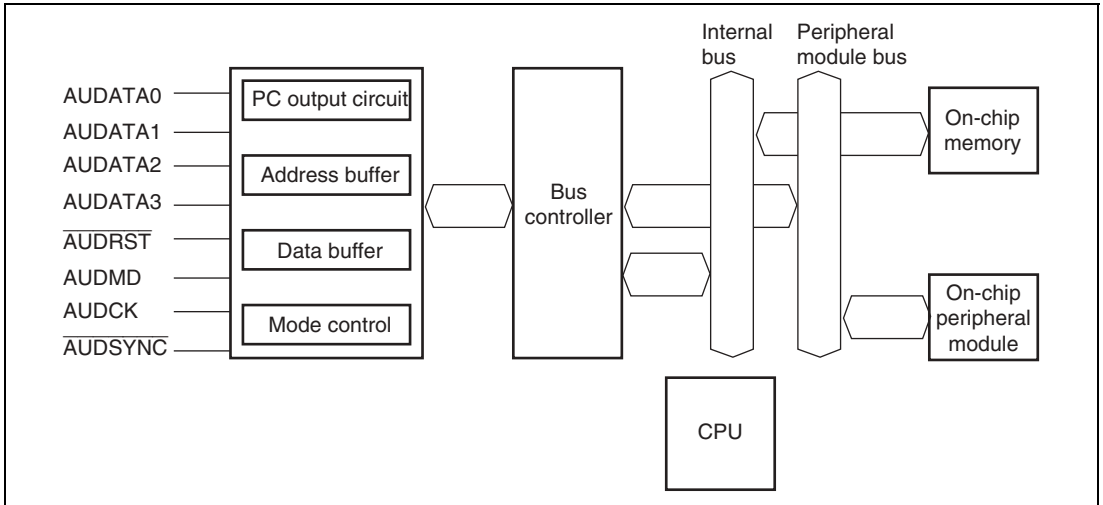 Internal
bus
Peripheral
module bus
AUDATA0
AUDATA1
AUDATA2
AUDATA3
AUDRST
AUDMD
AUDCK
AUDSYNC
PC output circuit
Address buffer
Data buffer
Mode control
Bus
controller
On-chip
memory
On-chip
peripheral
module
CPU